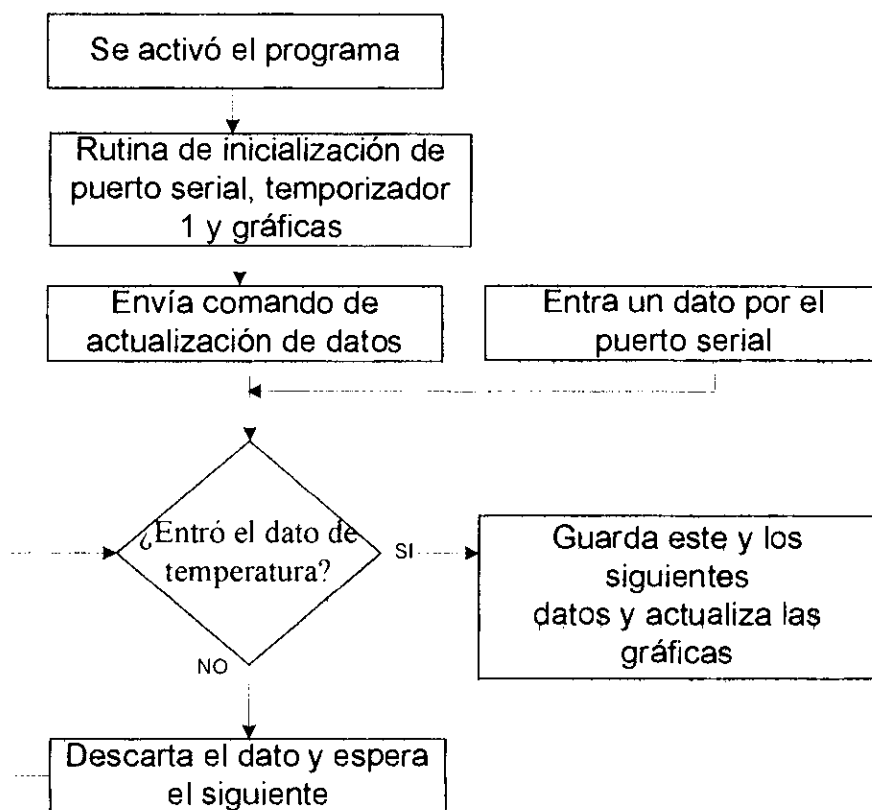 Se activó el programa
Rutina de inicialización de
puerto serial, temporizador
1 y gráficas
Envía comando de
actualización de datos
Entra un dato por el
puerto serial
¿Entró el dato de
temperatura?
SI
Guarda este y los
siguientes
datos y actualiza las
gráficas
NO
Descarta el dato y espera
el siguiente